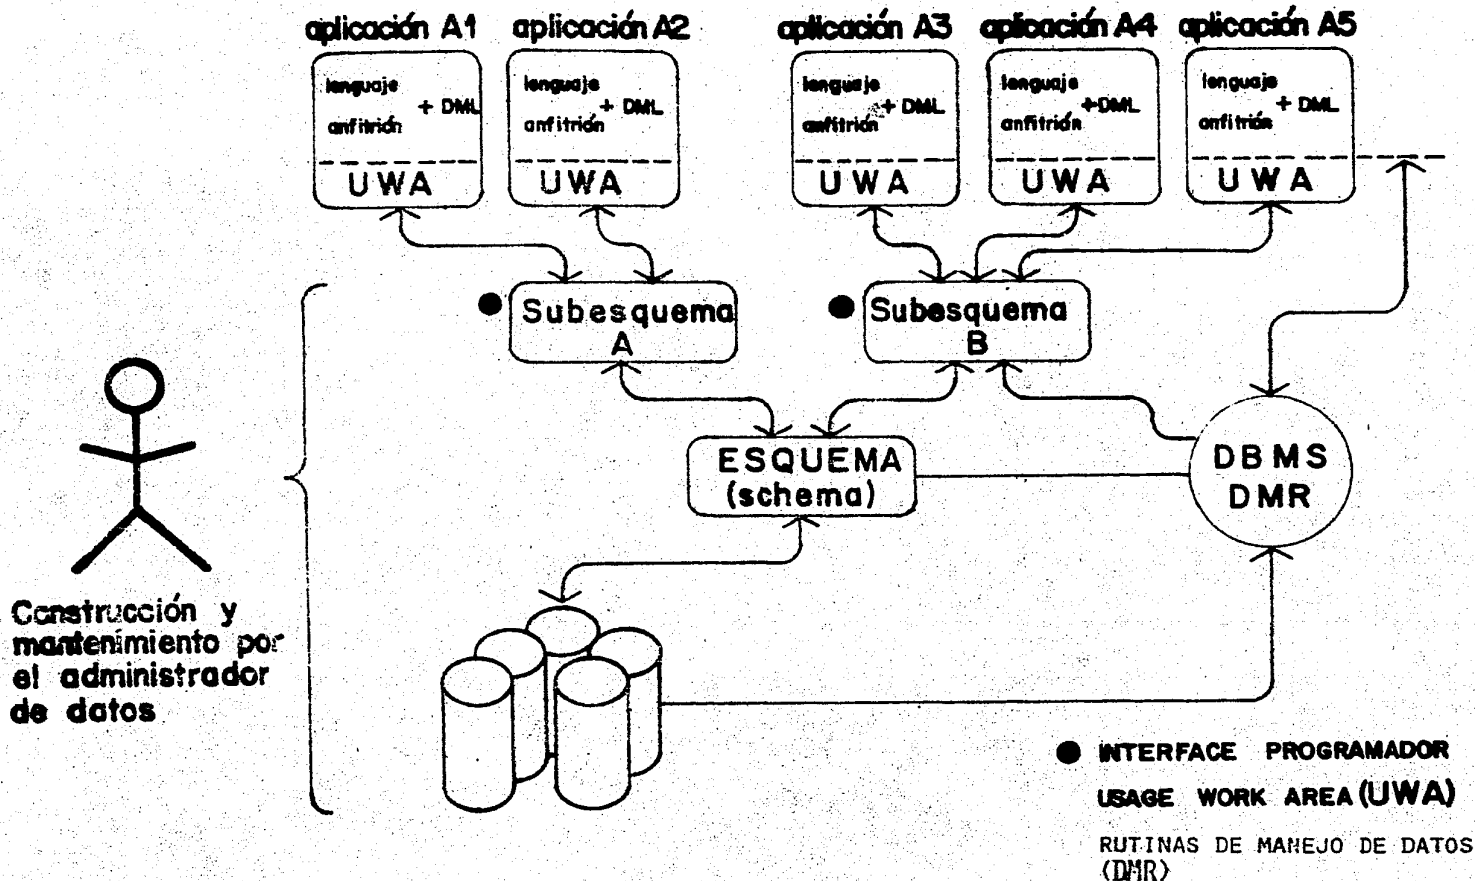 aplicación A1
aplicación A2
aplicación A3
aplicación A4
aplicación A5
lenguaje
+ DML
anfitrión
UWA
lenguaje
+ DML
anfitrión
UWA
lenguaje
+ DML
anfitrión
UWA
lenguaje
+DML
anfitrión
UWA
lenguaje
+ DML
anfitrión
UWA
Subesquema
A
Subesquema
B
ESQUEMA
(schema)
DBMS
DMR
Construcción y
mantenimiento por
el administrador
de datos
INTERFACE PROGRAMADOR
USAGE WORK AREA (UWA)
RUTINAS DE MANEJO DE DATOS
(DMR)